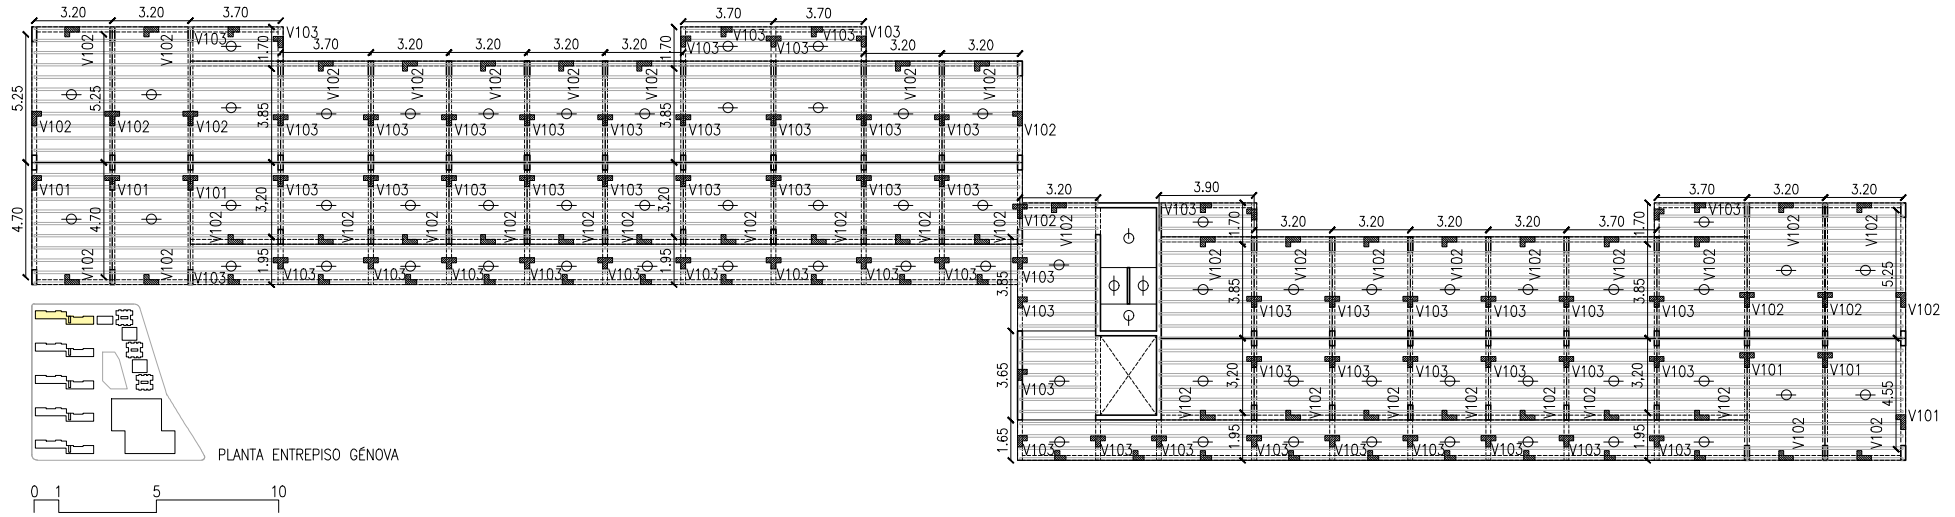 3.20 3.20 3.70 3.70 3.70
V102 V102 V103 1.70 V103 1.70 V103 V103 V103
3.70 3.20 3.20 3.20 3.20 V103 V103 3.20 3.20
5.25 5.25 3.85 V102 V102 V102 V102 V102 3.85 V102 V102
V102 V102 V102 V103 V103 V103 V103 V103 V103 V103 V103 V103 V102
V101 V101 V101 V103 V103 V103 V103 V103 V103 V103 V103 V103
4.70 4.70 V102 3,20 V102 V102 V102 V102 V102 3,20 V102 V102 V102 V102
V102 V102 V103 1.95 V103 V103 V103 V103 V103 1.95 V103 V103 V103 V103 V103
3.20 3.90 3.70 3.20 3.20
V102 V102 V103 1.70 1.70 V103 V102 V102
3.20 3.20 3.20 3.20 3.70
3.85 V102 3.85 V102 V102 V102 V102 V102 3.85 V102 5.25
V103 V103 V103 V103 V103 V103 V103 V102 V102 V102
3.65 V103 V103 V103 V103 V103 V103 V103 V101 V101
V102 3,20 V102 V102 V102 V102 V102 3,20 V102 4.55 V101
1.65 V103 V103 V103 1.95 V103 V103 V103 V103 V103 1.95 V103 V102 V102
PLANTA ENTREPISO GÉNOVA
0 1 5 10